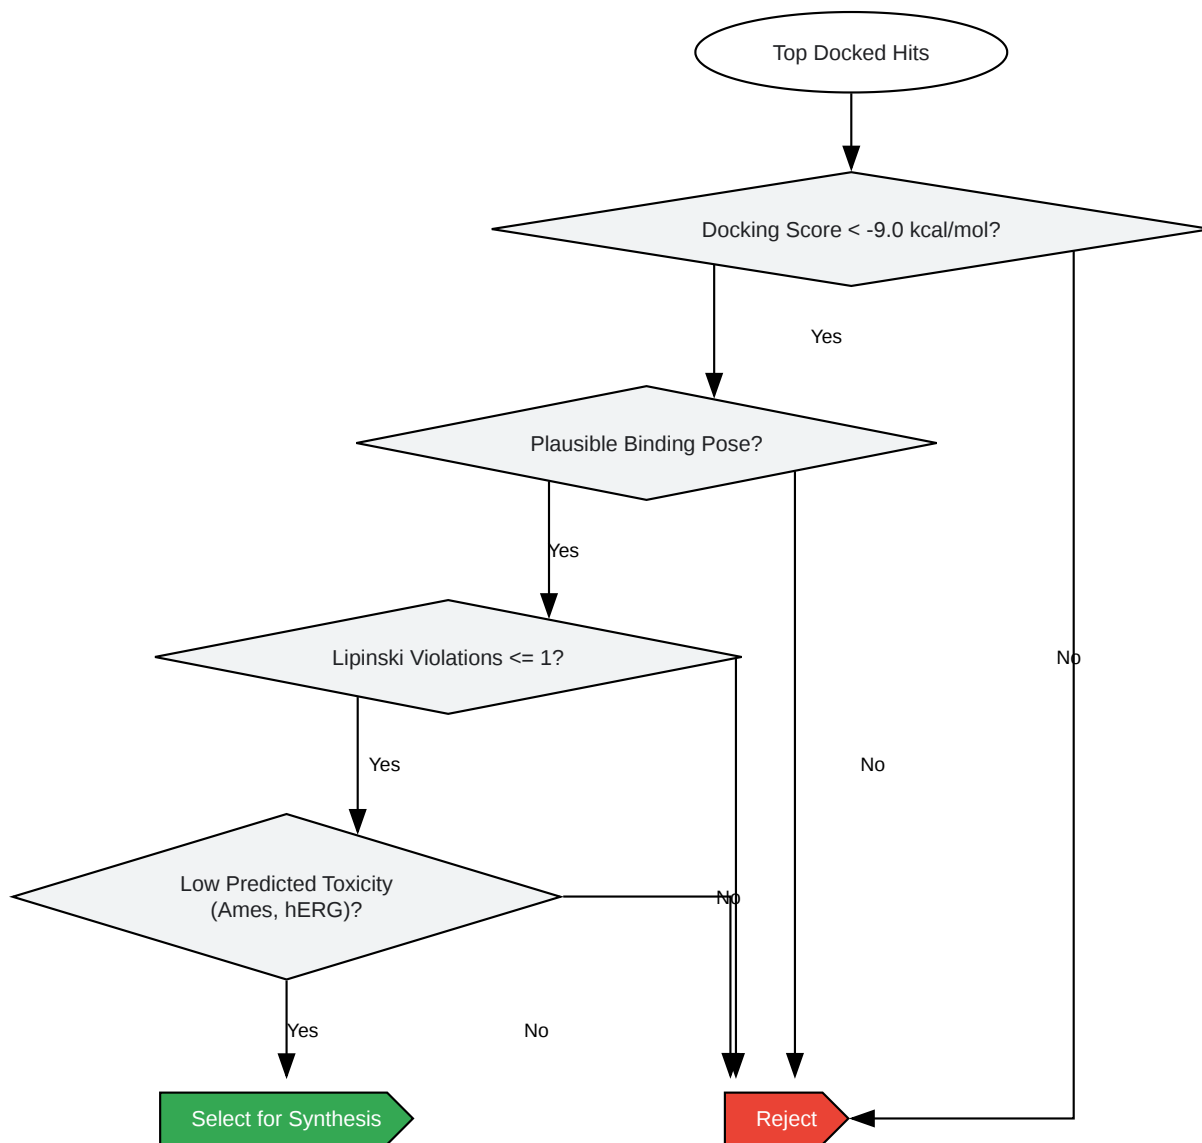 Top Docked Hits
Docking Score < -9.0 kcal/mol?
Yes
Plausible Binding Pose?
Yes
Lipinski Violations <= 1?
No
Yes
No
Low Predicted Toxicity
(Ames, hERG)?
No
Yes
No
Select for Synthesis
Reject